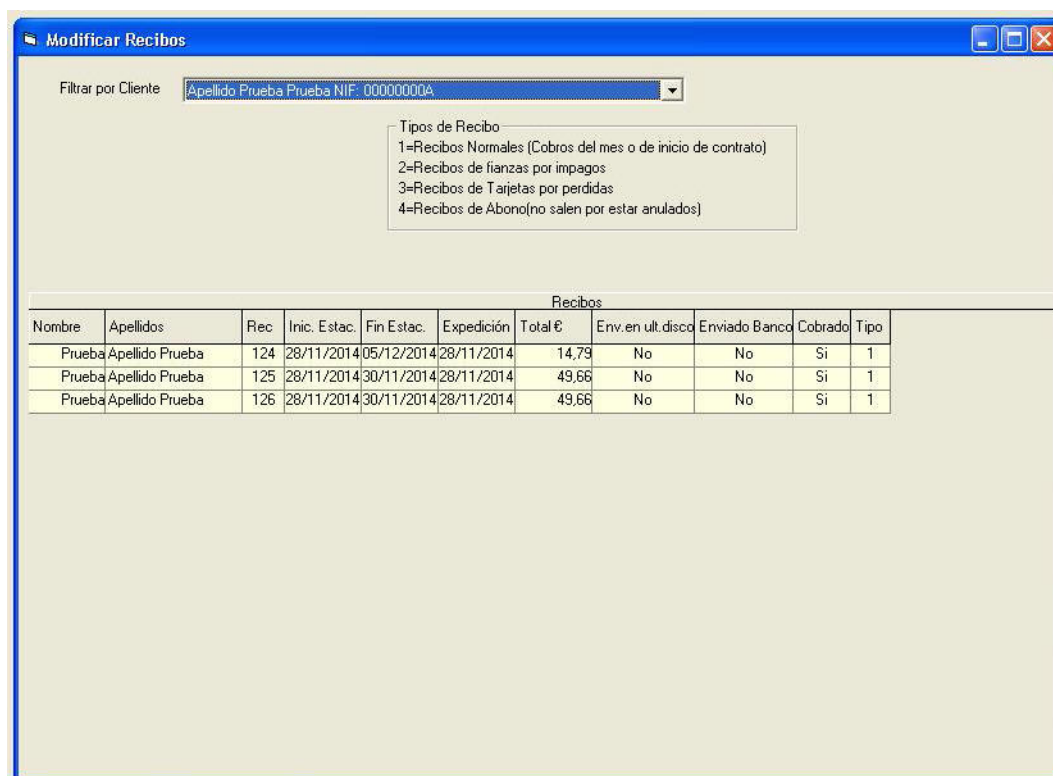 Modificar Recibos
Filtrar por Cliente Apellido Prueba Prueba NIF: 00000000A
Tipos de Recibo
1=Recibos Normales (Cobros del mes o de inicio de contrato)
2=Recibos de fianzas por impagos
3=Recibos de Tarjetas por perdidas
4=Recibos de Abono(no salen por estar anulados)
Recibos
Nombre Apellidos Rec Inic. Estac. Fin Estac. Expedición Total € Env.en ult.disco Enviado Banco Cobrado Tipo
Prueba Apellido Prueba 124 28/11/2014 05/12/2014 28/11/2014 14,79 No No Si 1
Prueba Apellido Prueba 125 28/11/2014 30/11/2014 28/11/2014 49,66 No No Si 1
Prueba Apellido Prueba 126 28/11/2014 30/11/2014 28/11/2014 49,66 No No Si 1